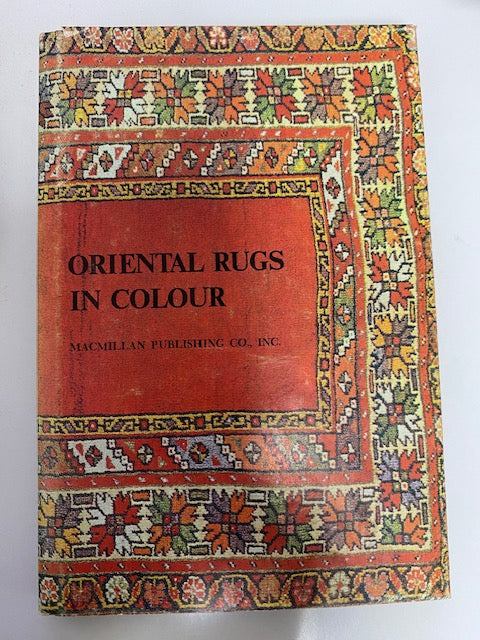 ORIENTAL RUGS
IN COLOUR
MACMILLAN PUBLISHING CO., INC.